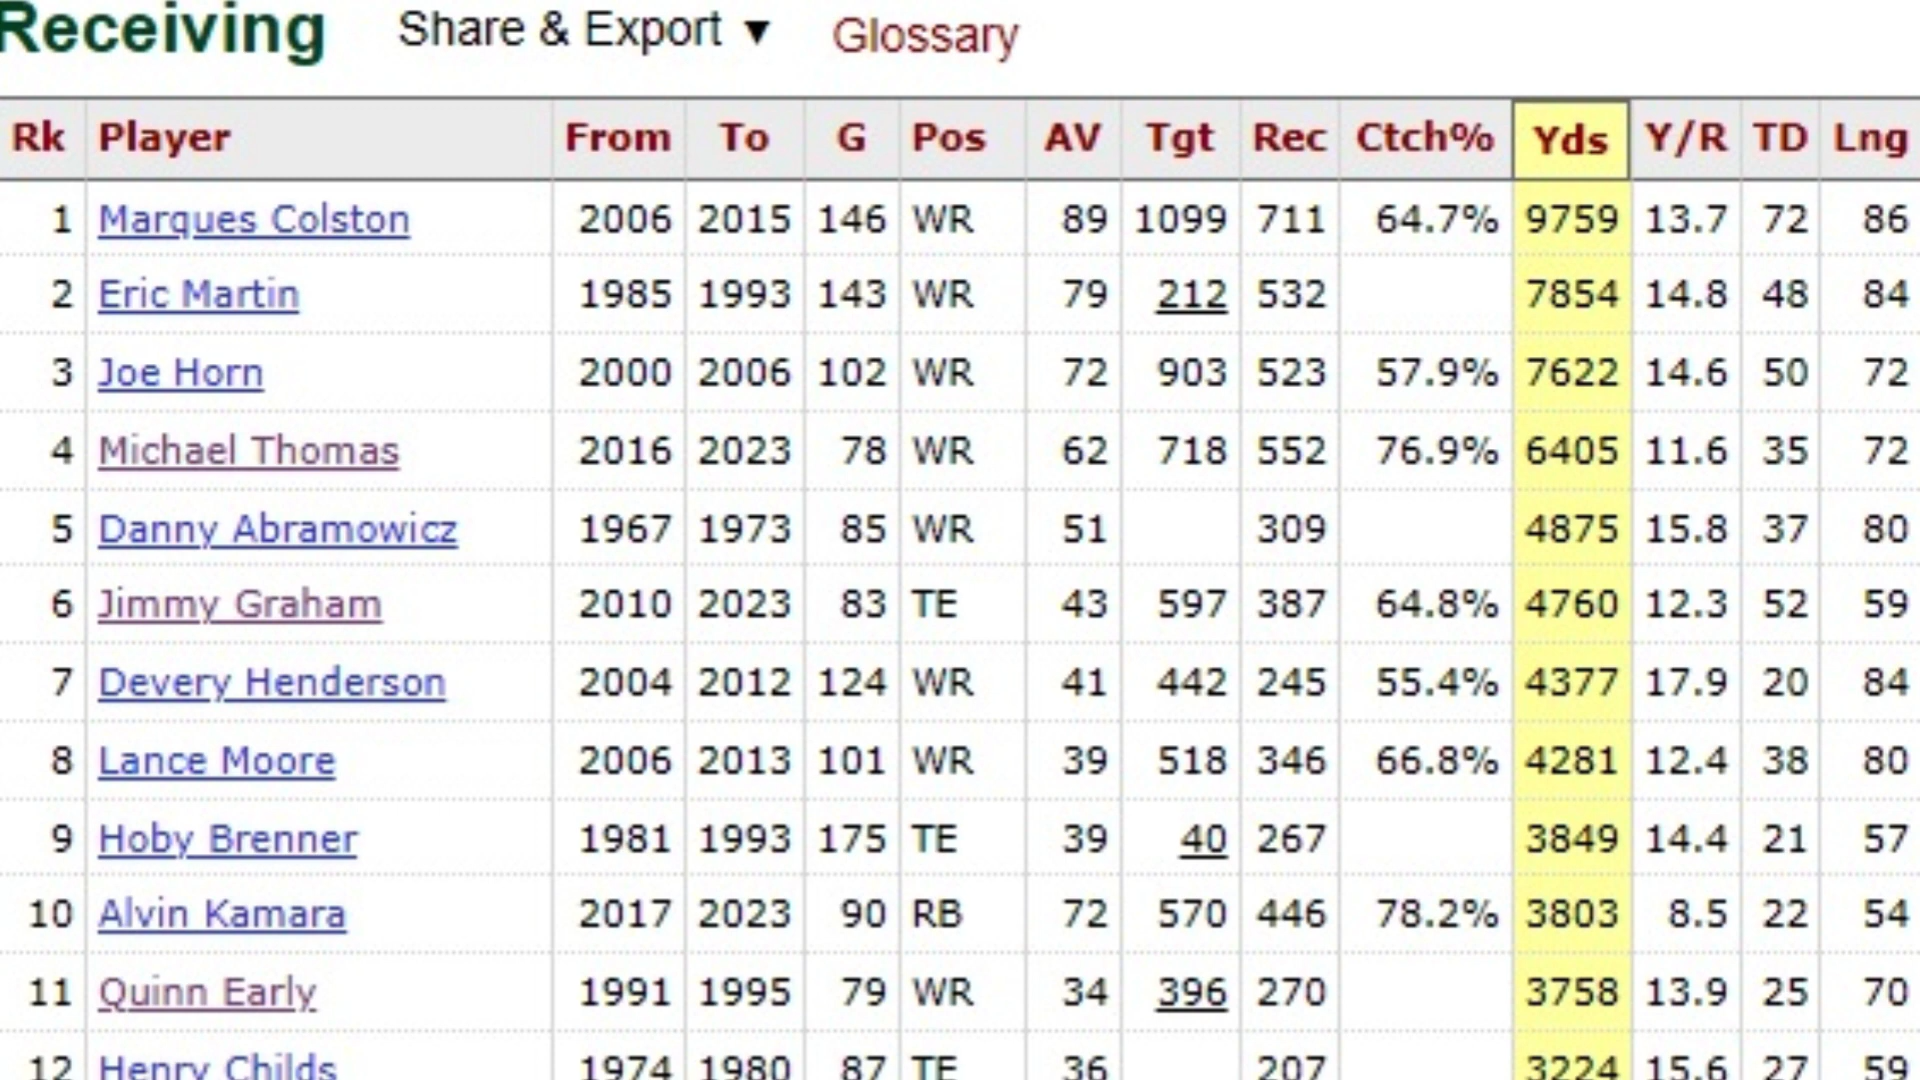 Receiving Share & Export ▼ Glossary
Rk Player From To G Pos AV Tgt Rec Ctch% Yds Y/R TD Lng
1 Marques Colston 2006 2015 146 WR 89 1099 711 64.7% 9759 13.7 72 86
2 Eric Martin 1985 1993 143 WR 79 212 532 7854 14.8 48 84
3 Joe Horn 2000 2006 102 WR 72 903 523 57.9% 7622 14.6 50 72
4 Michael Thomas 2016 2023 78 WR 62 718 552 76.9% 6405 11.6 35 72
5 Danny Abramowicz 1967 1973 85 WR 51 309 4875 15.8 37 80
6 Jimmy Graham 2010 2023 83 TE 43 597 387 64.8% 4760 12.3 52 59
7 Devery Henderson 2004 2012 124 WR 41 442 245 55.4% 4377 17.9 20 84
8 Lance Moore 2006 2013 101 WR 39 518 346 66.8% 4281 12.4 38 80
9 Hoby Brenner 1981 1993 175 TE 39 40 267 3849 14.4 21 57
10 Alvin Kamara 2017 2023 90 RB 72 570 446 78.2% 3803 8.5 22 54
11 Quinn Early 1991 1995 79 WR 34 396 270 3758 13.9 25 70
12 Henry Childs 1974 1980 87 TE 36 207 3224 15.6 27 59